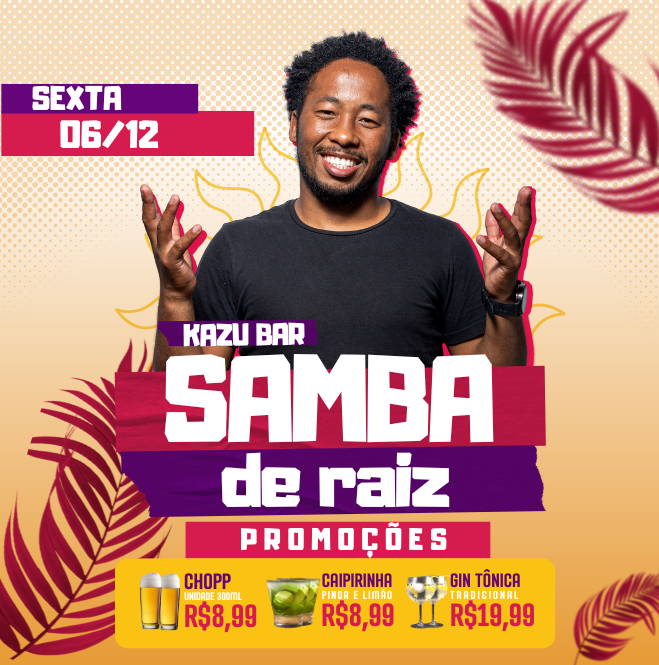 SEXTA
06/12
KAZU BAR
SAMBA
de raiz
PROMOÇÕES
CHOPP
UNIDADE 300ML
R$8,99
CAIPIRINHA
PINGA E LIMÃO
R$8,99
GIN TÔNICA
TRADICIONAL
R$19,99